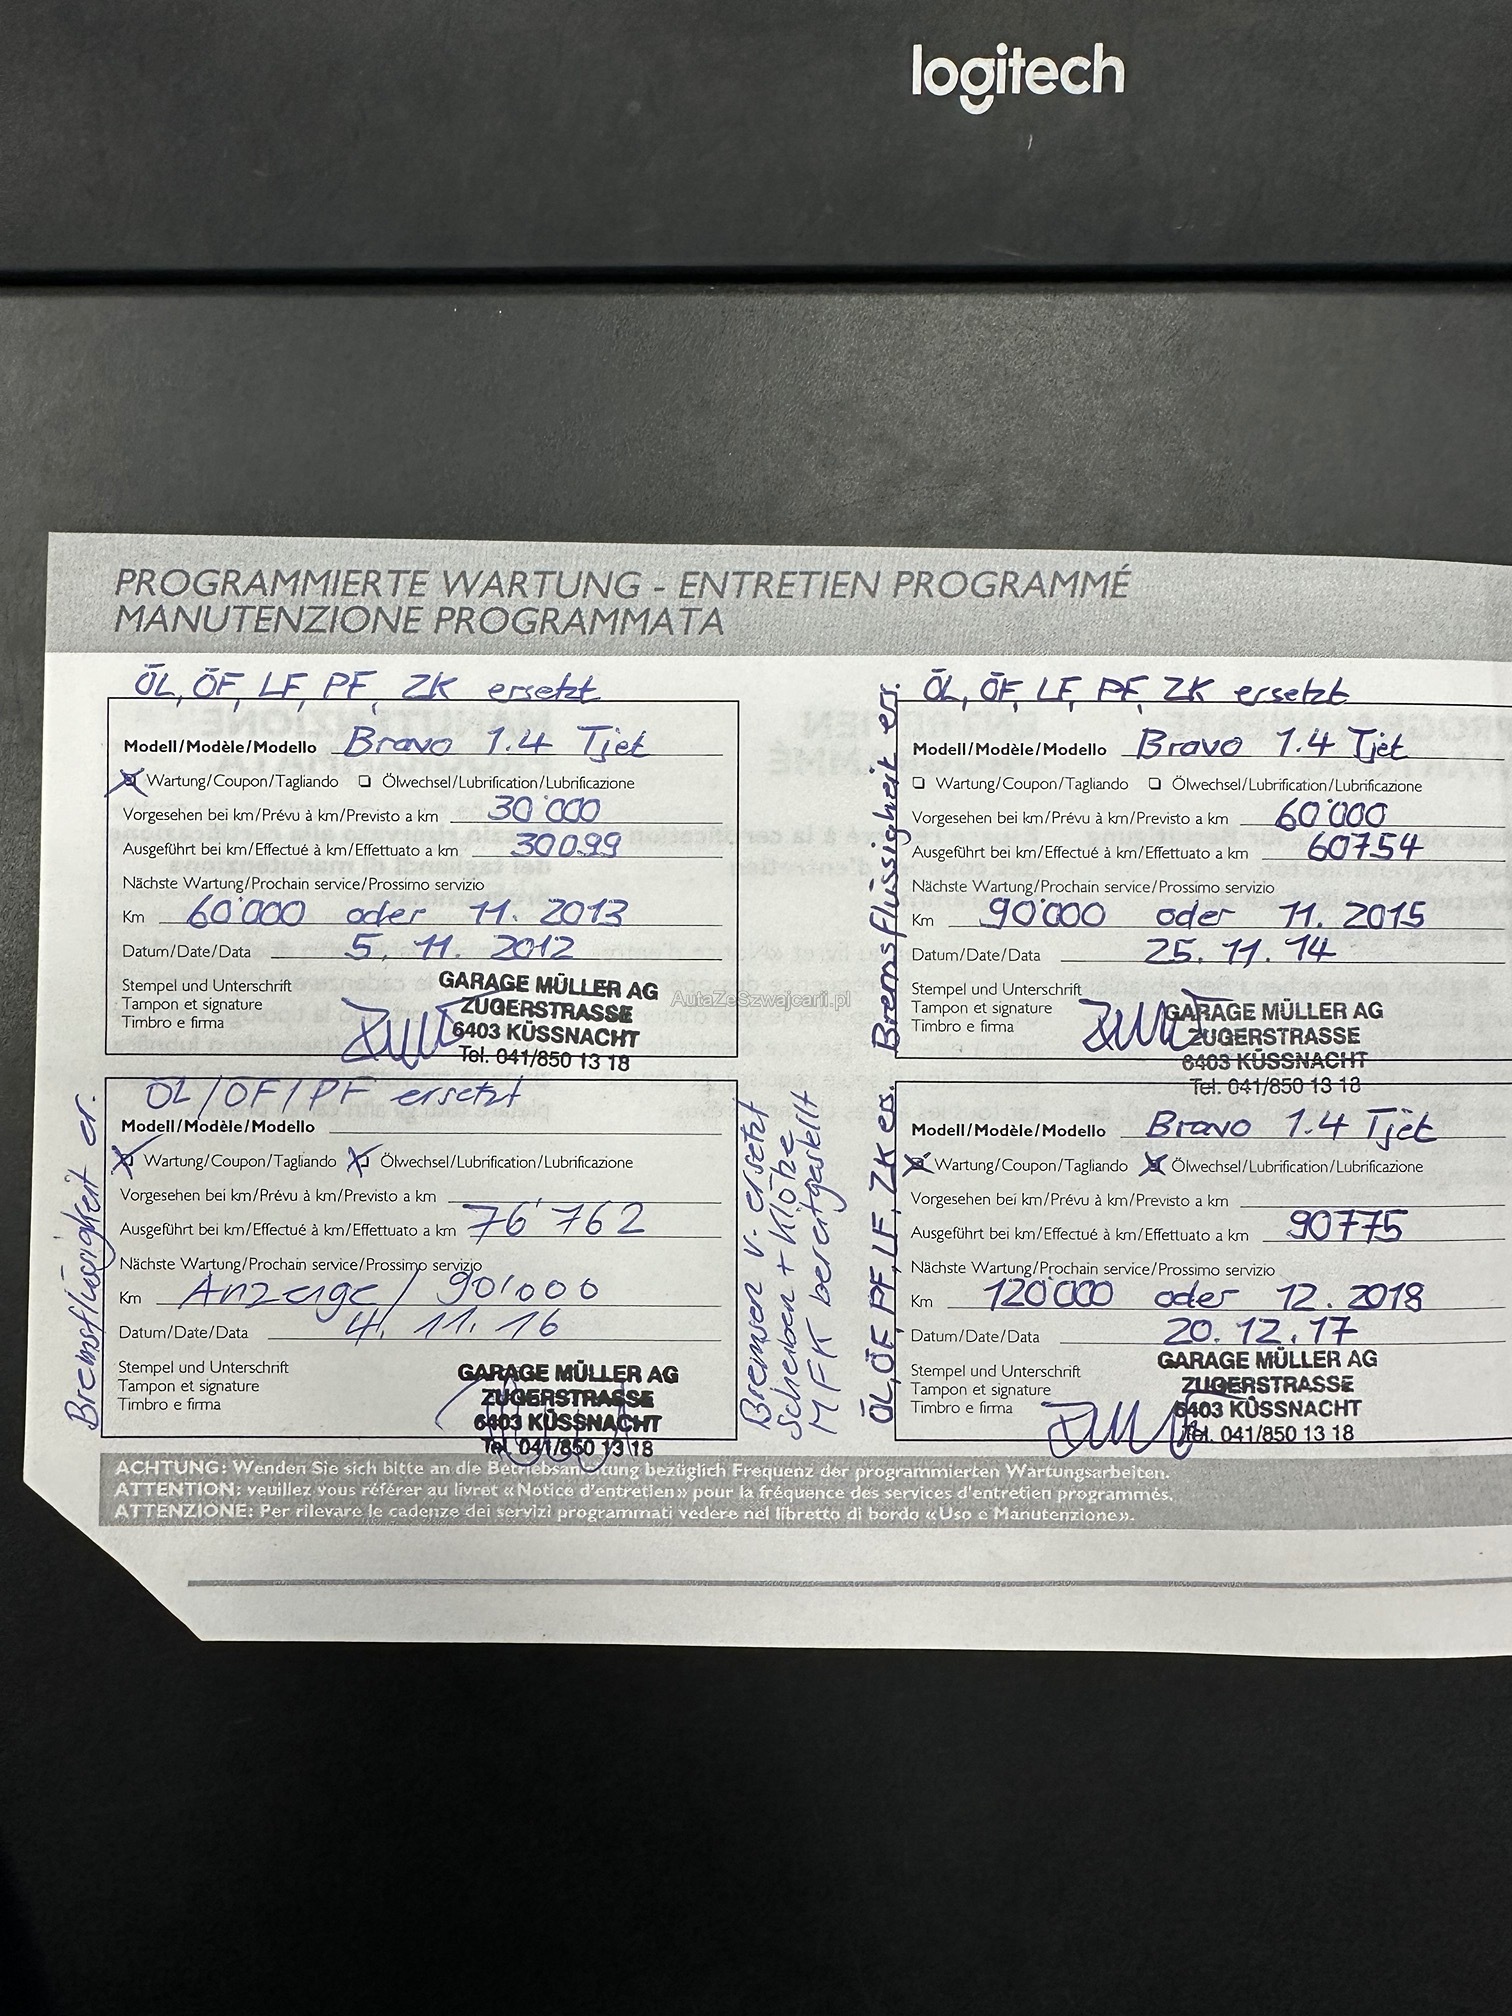 logitech
PROGRAMMIERTE WARTUNG - ENTRETIEN PROGRAMMÉ
MANUTENZIONE PROGRAMMATA
ÖL, ÖF, LF, PF, ZK ersetzt
Modell/Modèle/Modello Bravo 1.4 Tjet
Wartung/Coupon/Tagliando Ölwechsel/Lubrification/Lubrificazione
Vorgesehen bei km/Prévu à km/Previsto a km 30'000
Ausgeführt bei km/Effectué à km/Effettuato a km 30099
Nächste Wartung/Prochain service/Prossimo servizio
Km 60'000 oder 11. 2013
Datum/Date/Data 5. 11. 2012
Stempel und Unterschrift
Tampon et signature
Timbro e firma
GARAGE MÜLLER AG
ZUGERSTRASSE
6403 KÜSSNACHT
Tel. 041/850 13 18
AutaZeSzwajcarii.pl
Bremsflüssigkeit ers.
ÖL, ÖF, LF, PF, ZK ersetzt
Modell/Modèle/Modello Bravo 1.4 Tjet
Wartung/Coupon/Tagliando Ölwechsel/Lubrification/Lubrificazione
Vorgesehen bei km/Prévu à km/Previsto a km 60'000
Ausgeführt bei km/Effectué à km/Effettuato a km 60754
Nächste Wartung/Prochain service/Prossimo servizio
Km 90'000 oder 11. 2015
Datum/Date/Data 25. 11. 14
Stempel und Unterschrift
Tampon et signature
Timbro e firma
GARAGE MÜLLER AG
ZUGERSTRASSE
6403 KÜSSNACHT
Tel. 041/850 13 18
Bremsflüssigkeit er.
ÖL/ÖF/PF ersetzt
Modell/Modèle/Modello
Wartung/Coupon/Tagliando Ölwechsel/Lubrification/Lubrificazione
Vorgesehen bei km/Prévu à km/Previsto a km
Ausgeführt bei km/Effectué à km/Effettuato a km 76'762
Nächste Wartung/Prochain service/Prossimo servizio
Km Anzeige / 90'000
Datum/Date/Data 4. 11. 16
Stempel und Unterschrift
Tampon et signature
Timbro e firma
GARAGE MÜLLER AG
ZUGERSTRASSE
6403 KÜSSNACHT
Tel. 041/850 13 18
Bremsen v. ersetzt
Scheiben + Klötze
MFK bereitgestellt
ÖL, ÖF, PF, LF, ZK ers.
Modell/Modèle/Modello Bravo 1.4 Tjet
Wartung/Coupon/Tagliando Ölwechsel/Lubrification/Lubrificazione
Vorgesehen bei km/Prévu à km/Previsto a km
Ausgeführt bei km/Effectué à km/Effettuato a km 90775
Nächste Wartung/Prochain service/Prossimo servizio
Km 120'000 oder 12. 2018
Datum/Date/Data 20. 12. 17
Stempel und Unterschrift
Tampon et signature
Timbro e firma
GARAGE MÜLLER AG
ZUGERSTRASSE
6403 KÜSSNACHT
Tel. 041/850 13 18
ACHTUNG: Wenden Sie sich bitte an die Betriebsanleitung bezüglich Frequenz der programmierten Wartungsarbeiten.
ATTENTION: veuillez vous référer au livret «Notice d'entretien» pour la fréquence des services d'entretien programmés.
ATTENZIONE: Per rilevare le cadenze dei servizi programmati vedere nel libretto di bordo «Uso e Manutenzione».